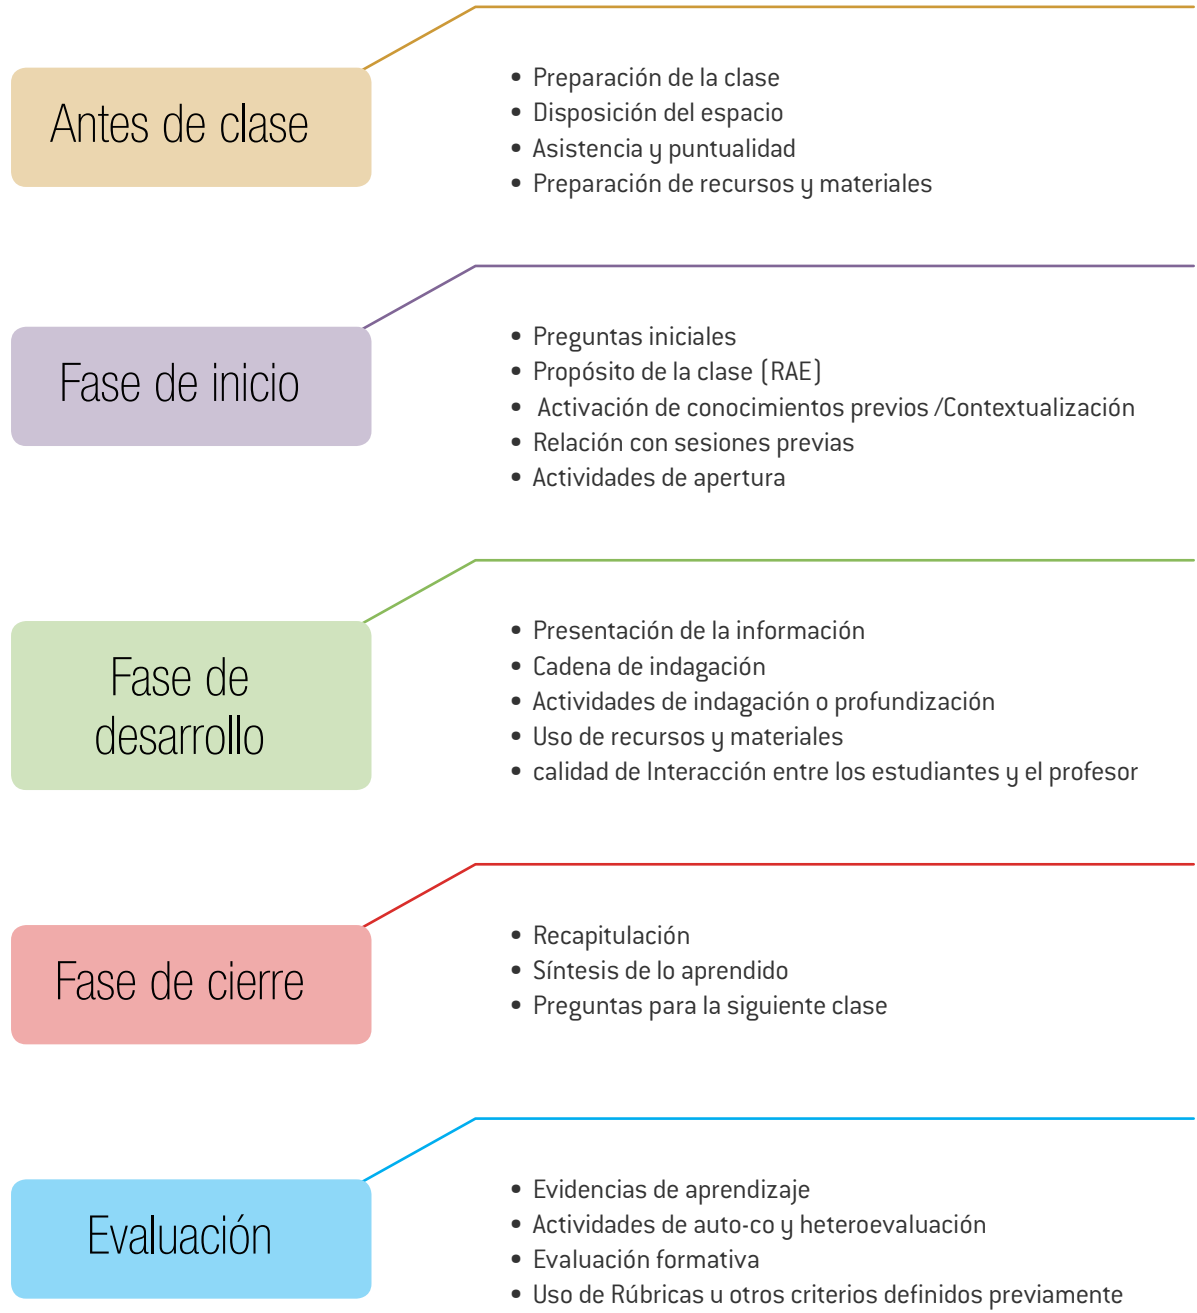 Antes de clase
• Preparación de la clase
• Disposición del espacio
• Asistencia y puntualidad
• Preparación de recursos y materiales
Fase de inicio
• Preguntas iniciales
• Propósito de la clase (RAE)
• Activación de conocimientos previos /Contextualización
• Relación con sesiones previas
• Actividades de apertura
Fase de
desarrollo
• Presentación de la información
• Cadena de indagación
• Actividades de indagación o profundización
• Uso de recursos y materiales
• calidad de Interacción entre los estudiantes y el profesor
Fase de cierre
• Recapitulación
• Síntesis de lo aprendido
• Preguntas para la siguiente clase
Evaluación
• Evidencias de aprendizaje
• Actividades de auto-co y heteroevaluación
• Evaluación formativa
• Uso de Rúbricas u otros criterios definidos previamente